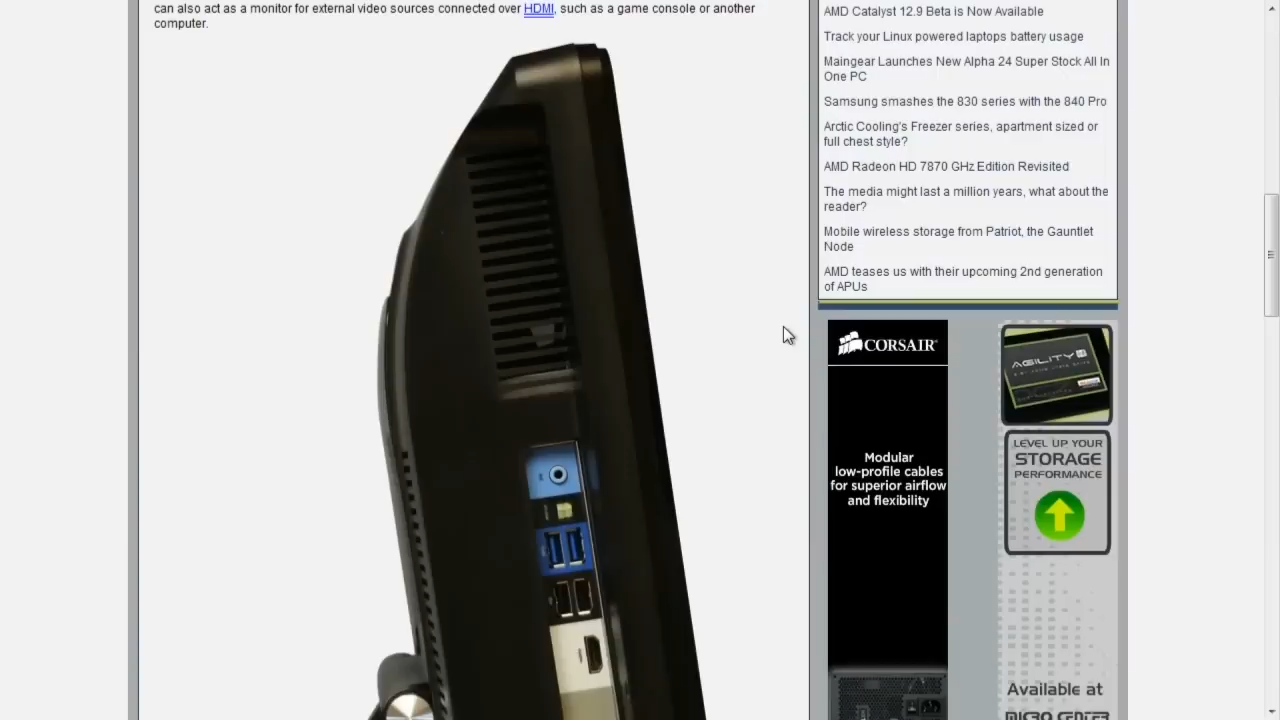 can also act as a monitor for external video sources connected over HDMI, such as a game console or another
computer.
AMD Catalyst 12.9 Beta is Now Available
Track your Linux powered laptops battery usage
Maingear Launches New Alpha 24 Super Stock All In
One PC
Samsung smashes the 830 series with the 840 Pro
Arctic Cooling's Freezer series, apartment sized or
full chest style?
AMD Radeon HD 7870 GHz Edition Revisited
The media might last a million years, what about the
reader?
Mobile wireless storage from Patriot, the Gauntlet
Node
AMD teases us with their upcoming 2nd generation
of APUs
CORSAIR
Modular
low-profile cables
for superior airflow
and flexibility
AGILITY
LEVEL UP YOUR
STORAGE
PERFORMANCE
Available at
MICRO CENTER